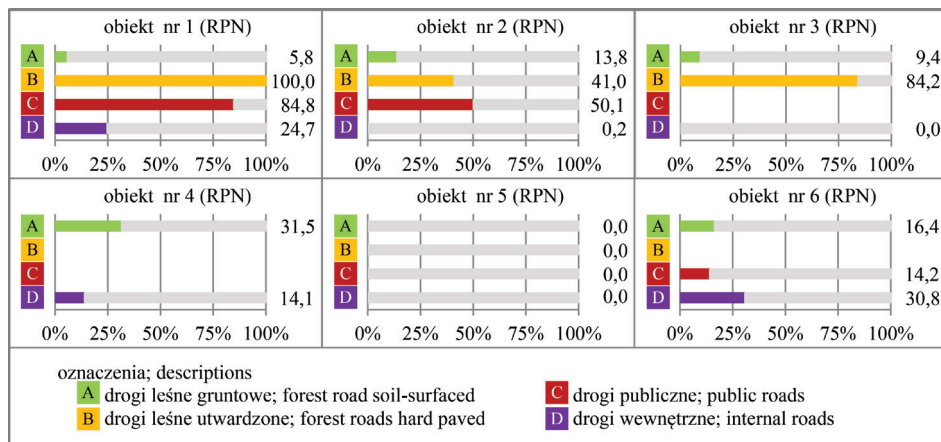 obiekt nr 1 (RPN)
A 5,8
B 100,0
C 84,8
D 24,7
0% 25% 50% 75% 100%
obiekt nr 2 (RPN)
A 13,8
B 41,0
C 50,1
D 0,2
0% 25% 50% 75% 100%
obiekt nr 3 (RPN)
A 9,4
B 84,2
C
D 0,0
0% 25% 50% 75% 100%
obiekt nr 4 (RPN)
A 31,5
B
C
D 14,1
0% 25% 50% 75% 100%
obiekt nr 5 (RPN)
A 0,0
B 0,0
C 0,0
D 0,0
0% 25% 50% 75% 100%
obiekt nr 6 (RPN)
A 16,4
B
C 14,2
D 30,8
0% 25% 50% 75% 100%
oznaczenia; descriptions
A drogi leśne gruntowe; forest road soil-surfaced
B drogi leśne utwardzone; forest roads hard paved
C drogi publiczne; public roads
D drogi wewnętrzne; internal roads